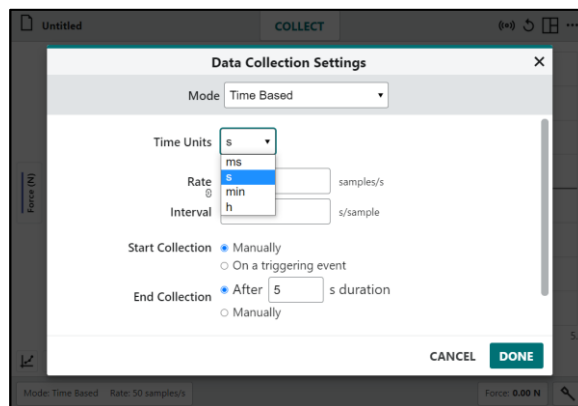 Untitled
COLLECT
Data Collection Settings
Mode Time Based
Time Units s
ms
s
min
h
Rate samples/s
Interval s/sample
Start Collection Manually
On a triggering event
End Collection After 5 s duration
Manually
CANCEL DONE
Force (N)
5.
Mode: Time Based Rate: 50 samples/s Force: 0.00 N